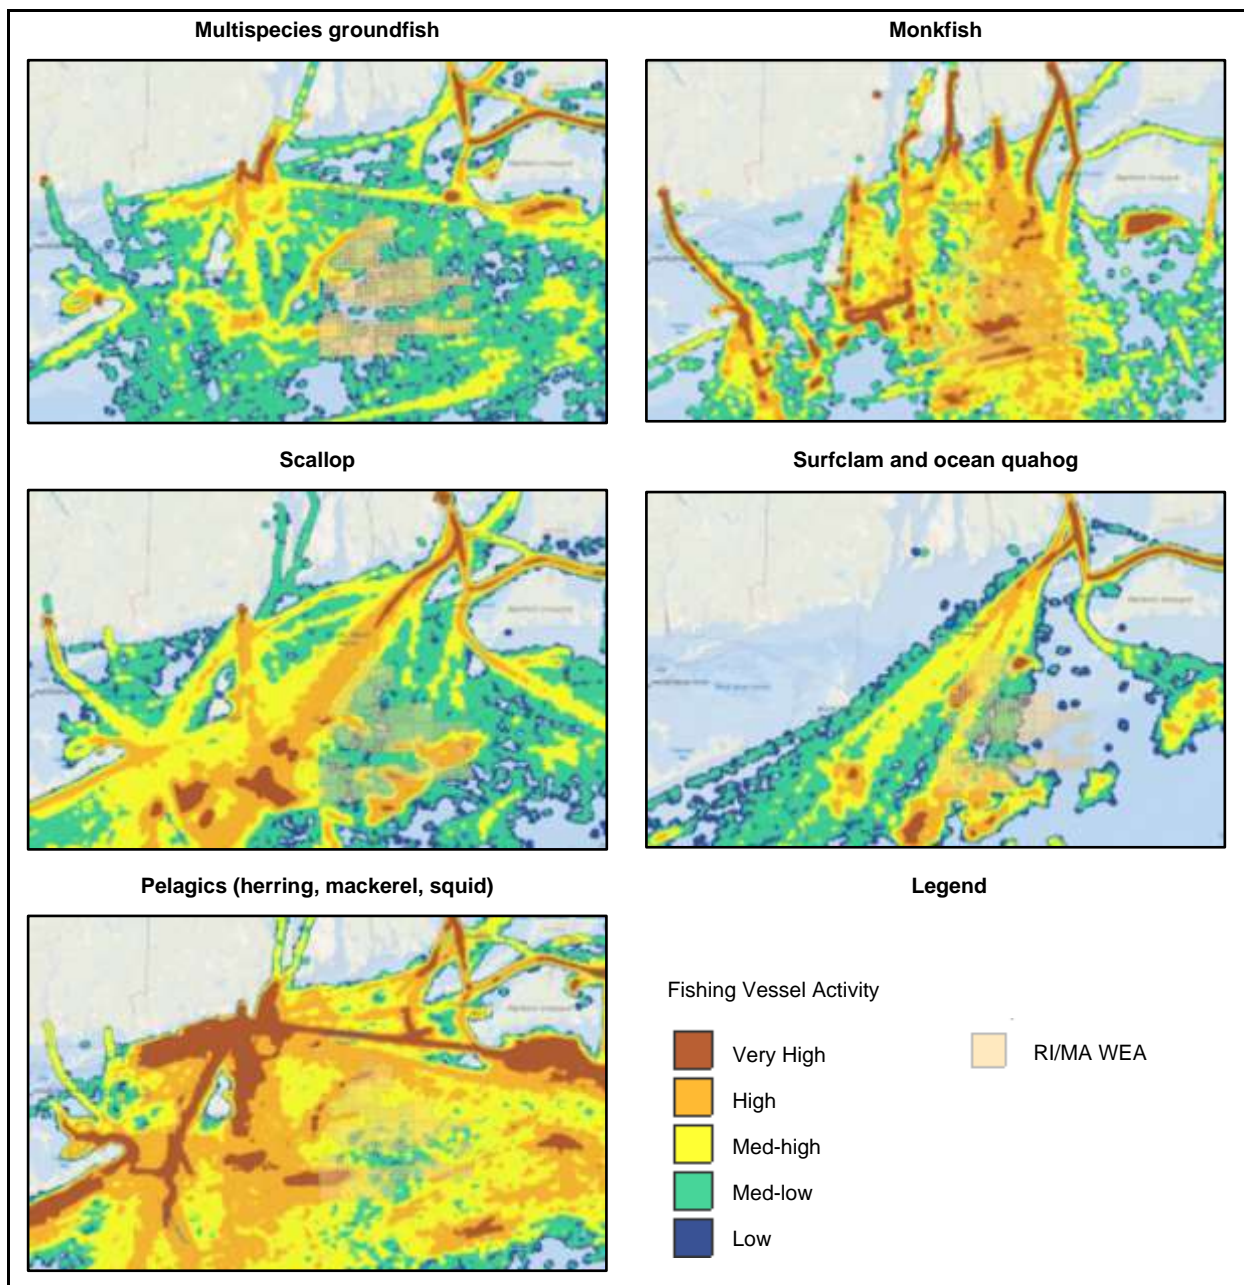 Multispecies groundfish
Monkfish
Scallop
Surfclam and ocean quahog
Pelagics (herring, mackerel, squid)
Legend
Fishing Vessel Activity
Very High
RI/MA WEA
High
Med-high
Med-low
Low